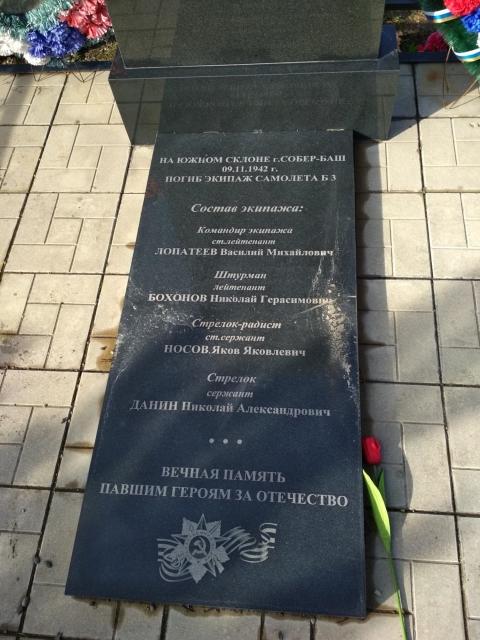 НА ЮЖНОМ СКЛОНЕ г.СОБЕР-БАШ
09.11.1942 г.
ПОГИБ ЭКИПАЖ САМОЛЕТА Б 3
Состав экипажа:
Командир экипажа
ст.лейтенант
ЛОПАТЕЕВ Василий Михайлович
Штурман
лейтенант
БОХОНОВ Николай Герасимович
Стрелок-радист
ст.сержант
НОСОВ Яков Яковлевич
Стрелок
сержант
ДАНИН Николай Александрович
• • •
ВЕЧНАЯ ПАМЯТЬ
ПАВШИМ ГЕРОЯМ ЗА ОТЕЧЕСТВО